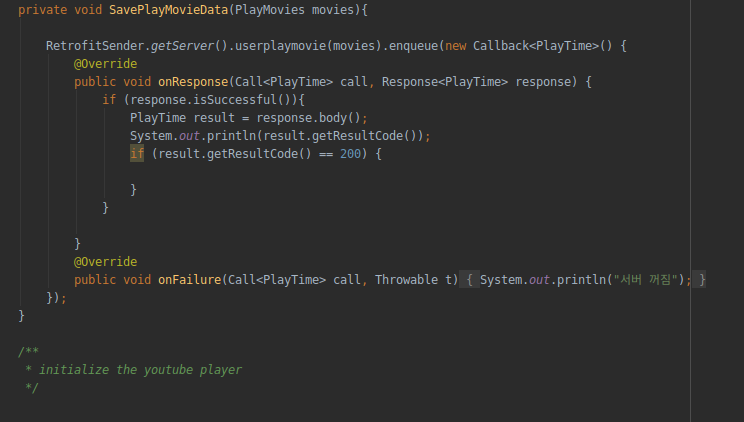 private void SavePlayMovieData(PlayMovies movies){
RetrofitSender.getServer().userplaymovie(movies).enqueue(new Callback<PlayTime>() {
@Override
public void onResponse(Call<PlayTime> call, Response<PlayTime> response) {
if (response.isSuccessful()){
PlayTime result = response.body();
System.out.println(result.getResultCode());
if (result.getResultCode() == 200) {
}
}
}
@Override
public void onFailure(Call<PlayTime> call, Throwable t) { System.out.println("서버 꺼짐"); }
});
}
/**
* initialize the youtube player
*/